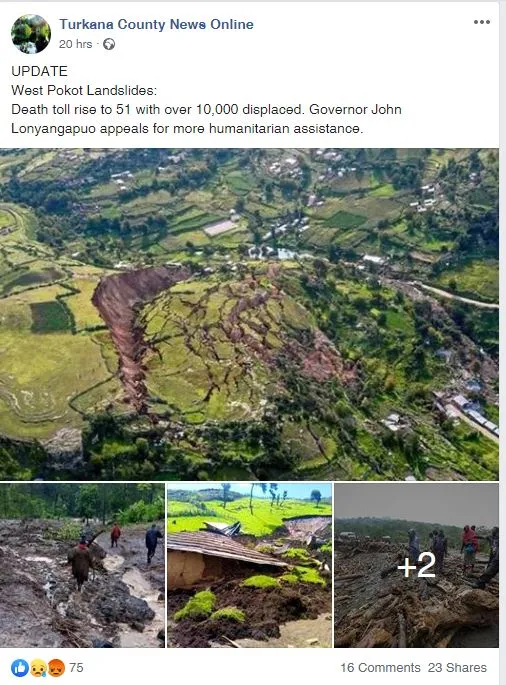 Turkana County News Online
20 hrs ·
UPDATE
West Pokot Landslides:
Death toll rise to 51 with over 10,000 displaced. Governor John
Lonyangapuo appeals for more humanitarian assistance.
+2
75
16 Comments 23 Shares